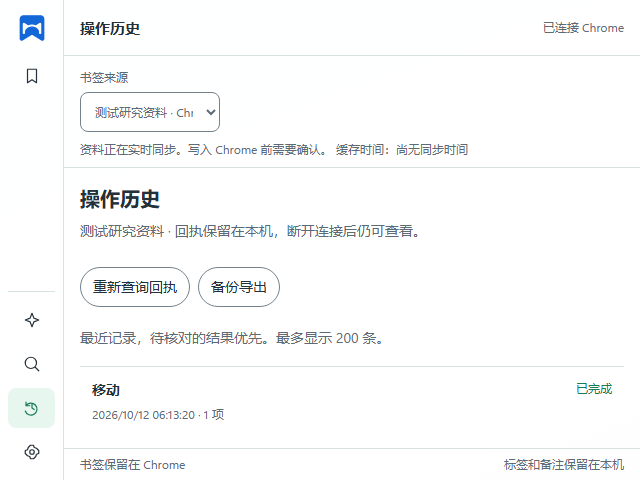 操作历史
已连接 Chrome
书签来源
测试研究资料 · Chr
资料正在实时同步。写入 Chrome 前需要确认。 缓存时间：尚无同步时间
操作历史
测试研究资料 · 回执保留在本机，断开连接后仍可查看。
重新查询回执
备份导出
最近记录，待核对的结果优先。最多显示 200 条。
移动
已完成
2026/10/12 06:13:20 · 1 项
书签保留在 Chrome
标签和备注保留在本机